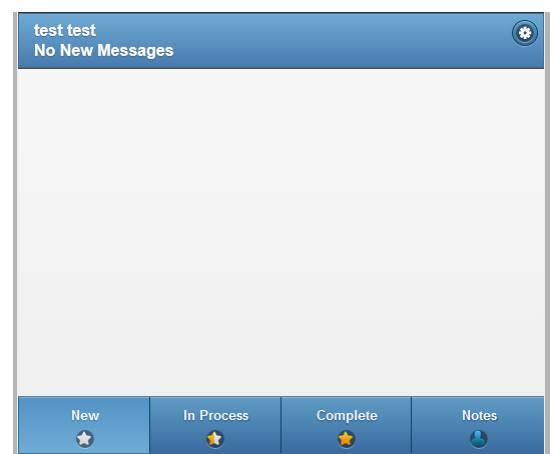 test test
No New Messages
New
In Process
Complete
Notes